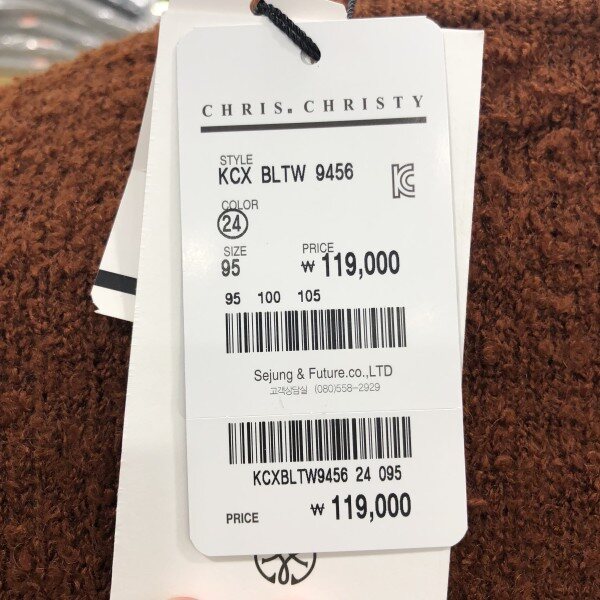 CHRIS. CHRISTY
STYLE
KCX BLTW 9456
COLOR
24
SIZE PRICE
95 ₩ 119,000
95 100 105
Sejung & Future.co.,LTD
고객상담실 (080)558-2929
KCXBLTW9456 24 095
PRICE ₩ 119,000